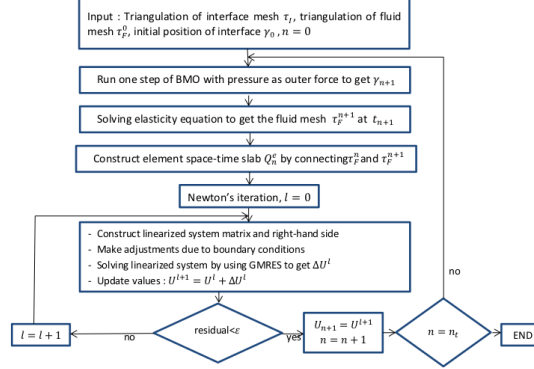 Input : Triangulation of interface mesh τ_I, triangulation of fluid
mesh τ_F^0, initial position of interface γ_0 , n = 0
Run one step of BMO with pressure as outer force to get γ_{n+1}
Solving elasticity equation to get the fluid mesh τ_F^{n+1} at t_{n+1}
Construct element space-time slab Q_n^e by connectingτ_F^n and τ_F^{n+1}
Newton's iteration, l = 0
- Construct linearized system matrix and right-hand side
- Make adjustments due to boundary conditions
- Solving linearized system by using GMRES to get ΔU^l
- Update values : U^{l+1} = U^l + ΔU^l
no
l = l + 1
no
residual<ε
yes
U_{n+1} = U^{l+1}
n = n + 1
n = n_t
END